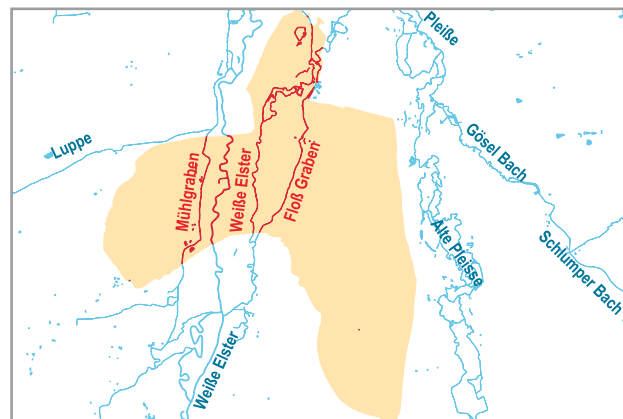 Pleiße
Luppe
Gösel Bach
Mühlgraben
Weiße Elster
Floß Graben
Alte Pleisse
Schlumper Bach
Weiße Elster